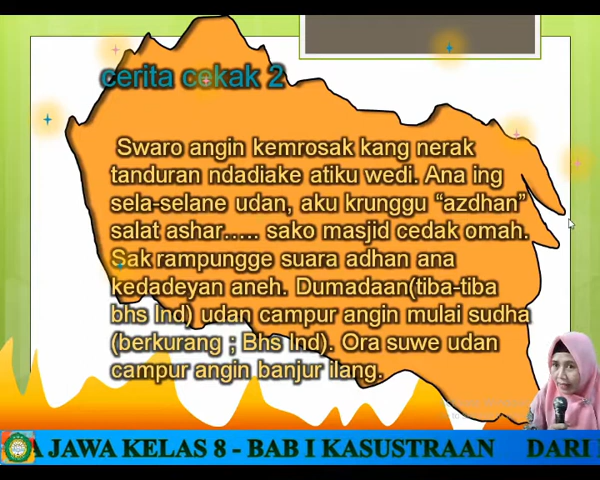 cerita cekak 2
Swaro angin kemrosak kang nerak
tanduran ndadiake atiku wedi. Ana ing
sela-selane udan, aku krunggu “azdhan”
salat ashar..... sako masjid cedak omah.
Sak rampungge suara adhan ana
kedadeyan aneh. Dumadaan(tiba-tiba
bhs Ind) udan campur angin mulai sudha
(berkurang ; Bhs Ind). Ora suwe udan
campur angin banjur ilang.
A JAWA KELAS 8 - BAB I KASUSTRAAN DARI